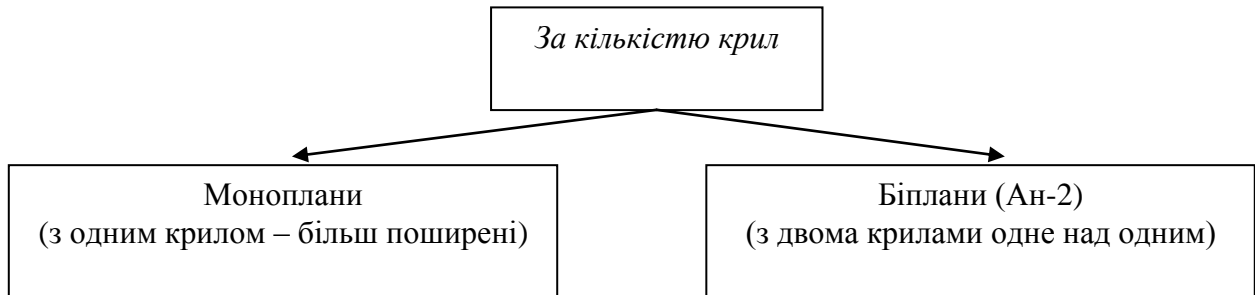 За кількістю крил
Моноплани
(з одним крилом – більш поширені)
Біплани (Ан-2)
(з двома крилами одне над одним)